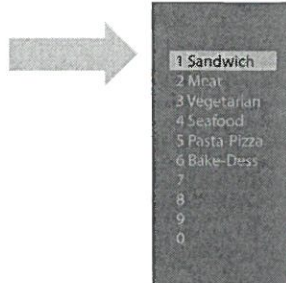 1 Sandwich
2 Meat
3 Vegetarian
4 Seafood
5 Pasta-Pizza
6 Bake-Dess
7
8
9
0